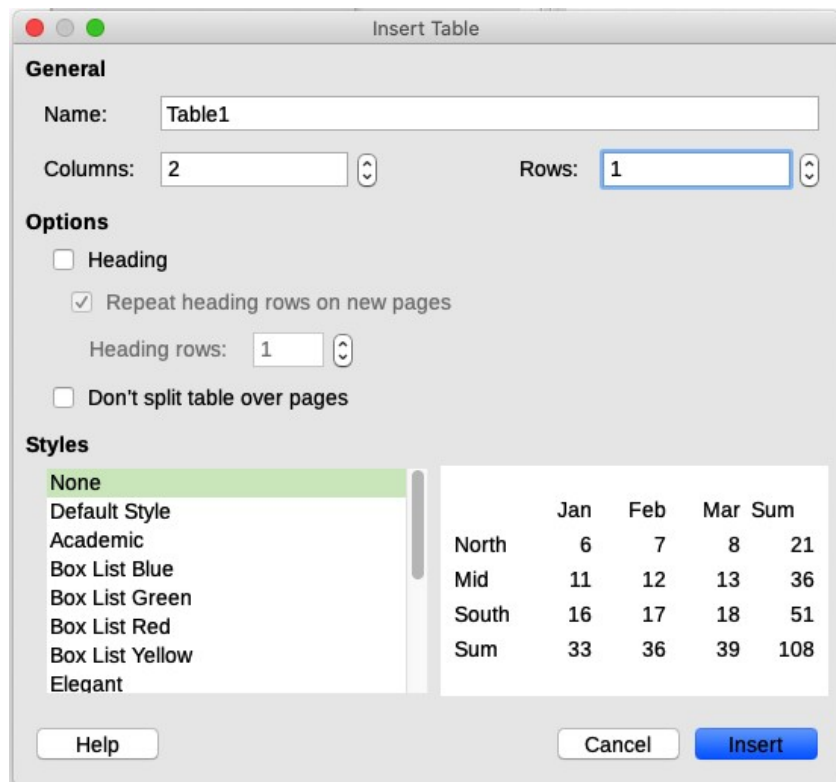 Insert Table
General
Name: Table1
Columns: 2 Rows: 1
Options
Heading
Repeat heading rows on new pages
Heading rows: 1
Don't split table over pages
Styles
None
Default Style
Academic
Box List Blue
Box List Green
Box List Red
Box List Yellow
Elegant
Jan Feb Mar Sum
North 6 7 8 21
Mid 11 12 13 36
South 16 17 18 51
Sum 33 36 39 108
Help Cancel Insert